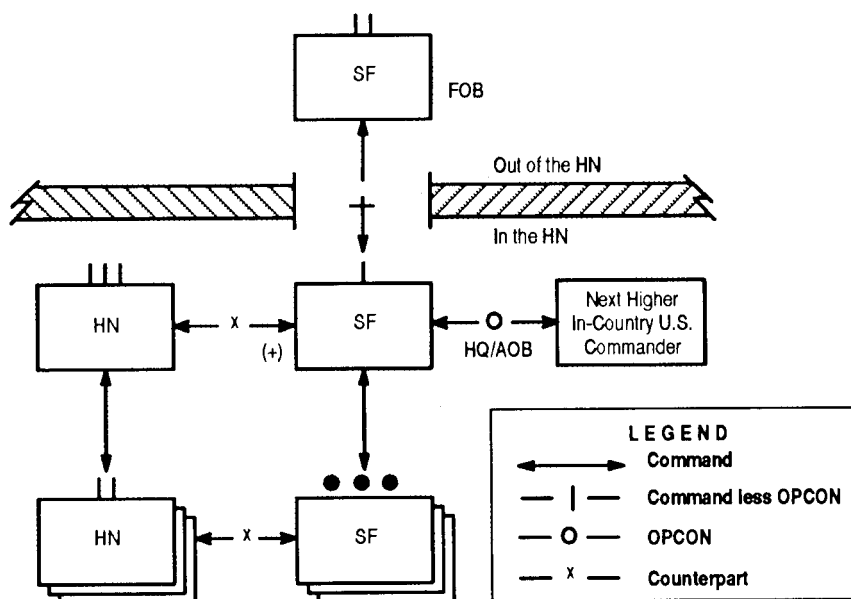 SF
FOB
Out of the HN
In the HN
HN
x
(+)
SF
HQ/AOB
Next Higher
In-Country U.S.
Commander
HN
x
SF
LEGEND
Command
Command less OPCON
OPCON
x
Counterpart